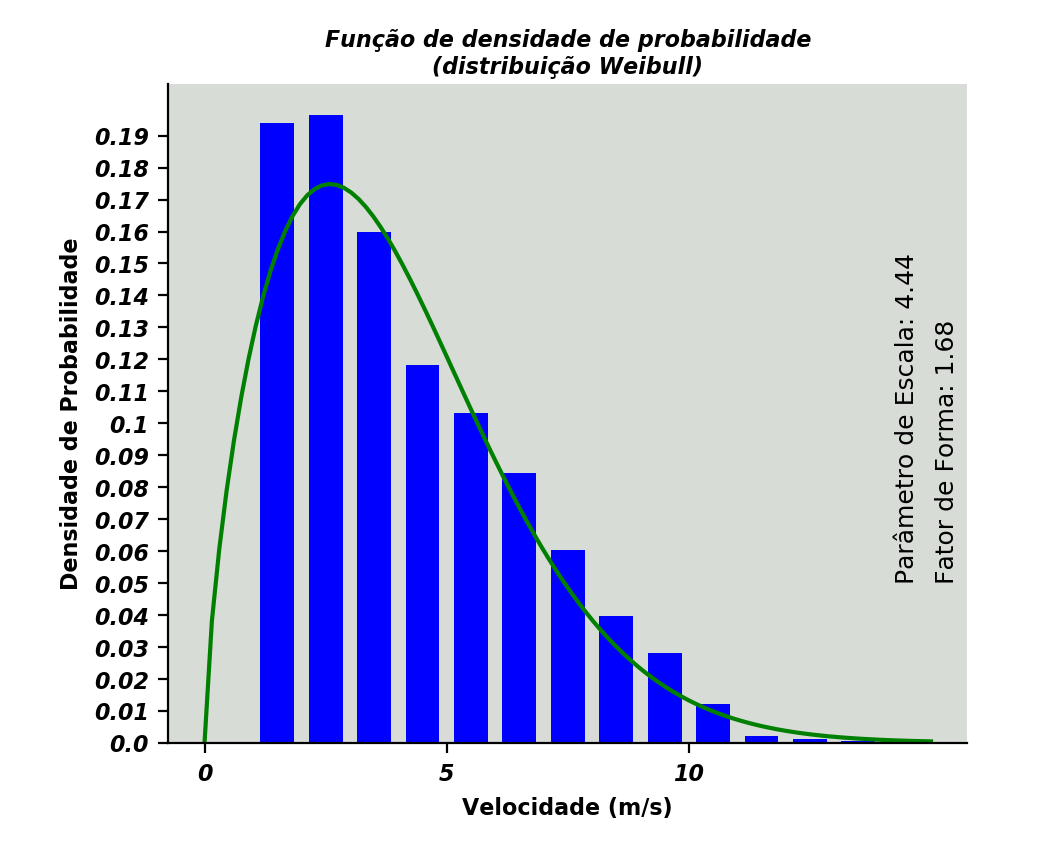 Função de densidade de probabilidade
(distribuição Weibull)
Densidade de Probabilidade
0.19
0.18
0.17
0.16
0.15
0.14
0.13
0.12
0.11
0.1
0.09
0.08
0.07
0.06
0.05
0.04
0.03
0.02
0.01
0.0
Parâmetro de Escala: 4.44
Fator de Forma: 1.68
0 5 10
Velocidade (m/s)